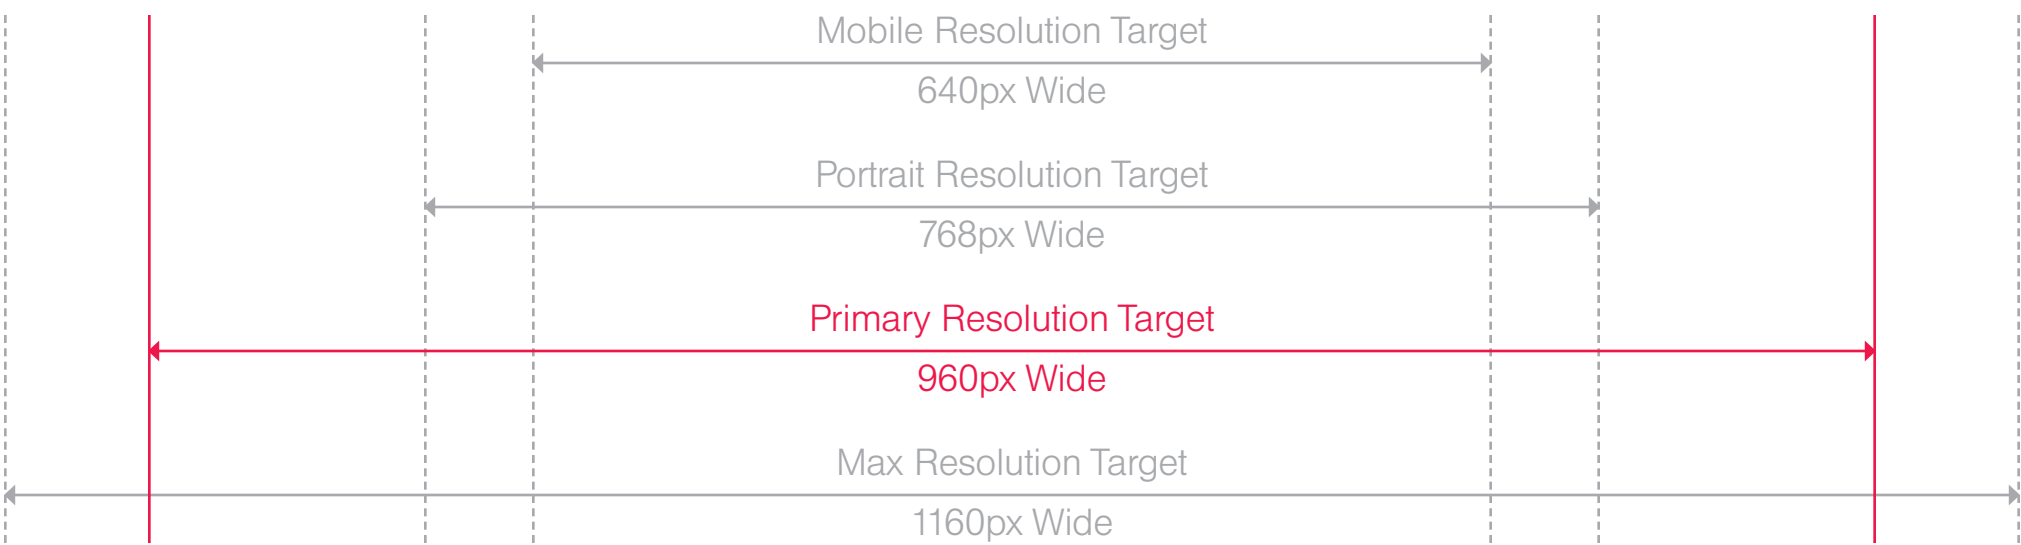 Mobile Resolution Target
640px Wide
Portrait Resolution Target
768px Wide
Primary Resolution Target
960px Wide
Max Resolution Target
1160px Wide